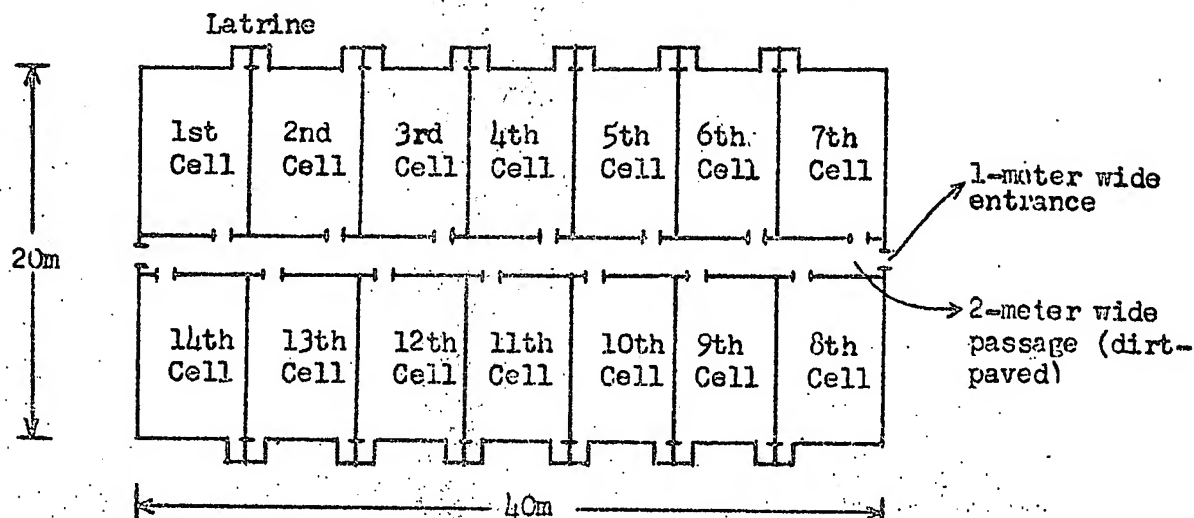 Latrine
1st 2nd 3rd 4th 5th 6th 7th
Cell Cell Cell Cell Cell Cell Cell
1-moter wide
entrance
20m
2-meter wide
passage (dirt-
paved)
14th 13th 12th 11th 10th 9th 8th
Cell Cell Cell Cell Cell Cell Cell
40m